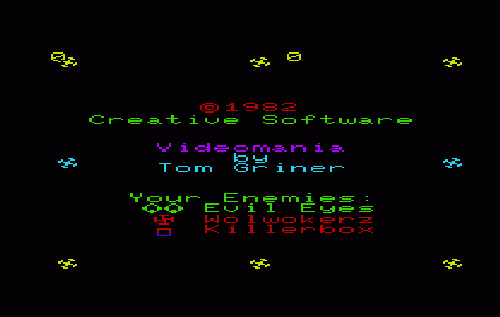 0 0
©1982
Creative Software
Videomania
by
Tom Griner
Your Enemies:
Evil Eyes
Wolwokerz
Killerbox